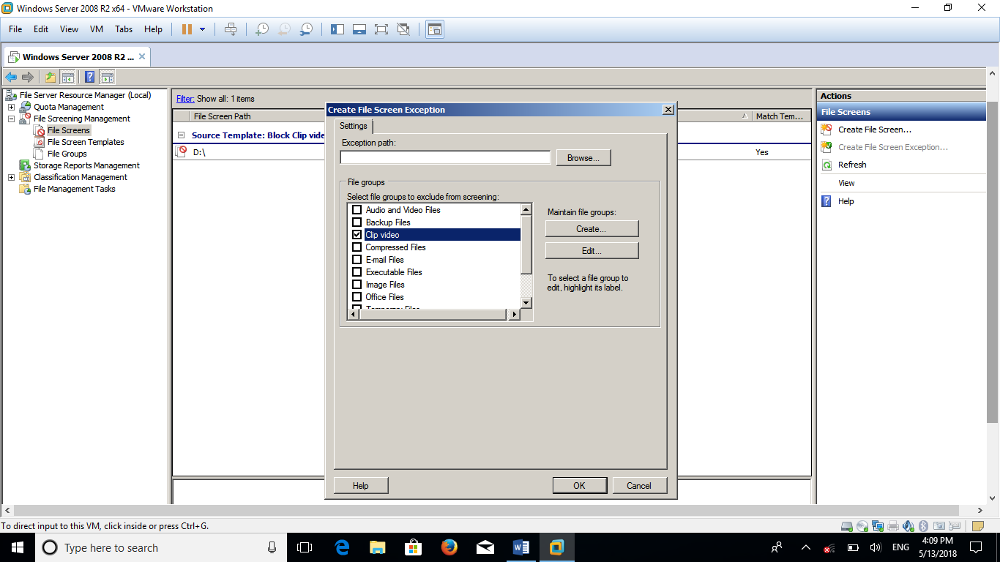 Windows Server 2008 R2 x64 - VMware Workstation
File Edit View VM Tabs Help
Windows Server 2008 R2 ...
File Server Resource Manager (Local)
Quota Management
File Screening Management
File Screens
File Screen Templates
File Groups
Storage Reports Management
Classification Management
File Management Tasks
Filter: Show all: 1 items
File Screen Path
Match Tem...
Source Template: Block Clip vide
D:\
Yes
Create File Screen Exception
Settings
Exception path:
Browse...
File groups
Select file groups to exclude from screening:
Audio and Video Files
Backup Files
Clip video
Compressed Files
E-mail Files
Executable Files
Image Files
Office Files
Temporary Files
Maintain file groups:
Create...
Edit...
To select a file group to
edit, highlight its label.
Help
OK
Cancel
Actions
File Screens
Create File Screen...
Create File Screen Exception...
Refresh
View
Help
To direct input to this VM, click inside or press Ctrl+G.
Type here to search
ENG
4:09 PM
5/13/2018